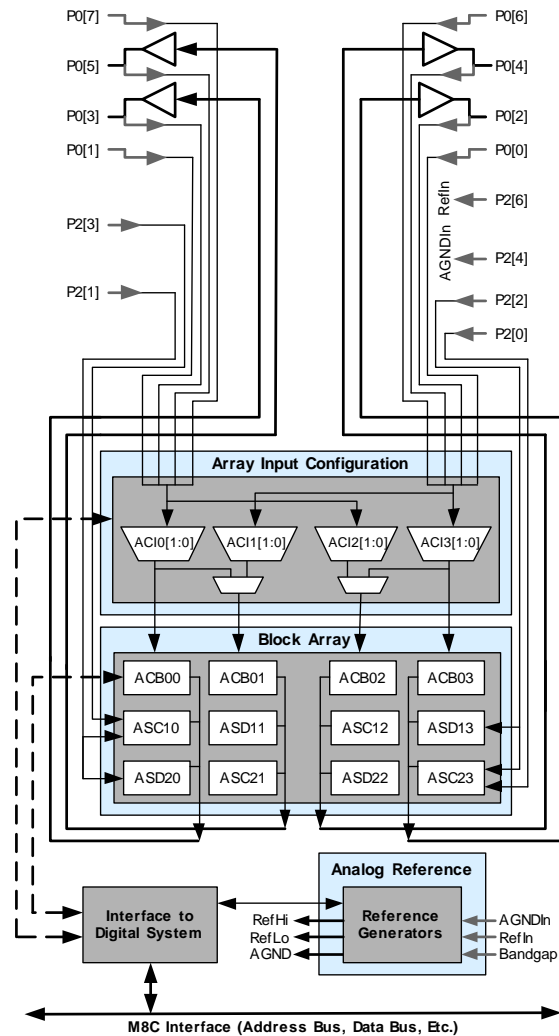 P0[7] P0[6]
P0[5] P0[4]
P0[3] P0[2]
P0[1] P0[0]
P2[6]
RefIn
P2[3]
AGNDIn
P2[4]
P2[1] P2[2]
P2[0]
Array Input Configuration
ACI0[1:0] ACI1[1:0] ACI2[1:0] ACI3[1:0]
Block Array
ACB00 ACB01 ACB02 ACB03
ASC10 ASD11 ASC12 ASD13
ASD20 ASC21 ASD22 ASC23
Analog Reference
Interface to
Digital System
RefHi
RefLo
AGND
Reference
Generators
AGNDIn
RefIn
Bandgap
M8C Interface (Address Bus, Data Bus, Etc.)